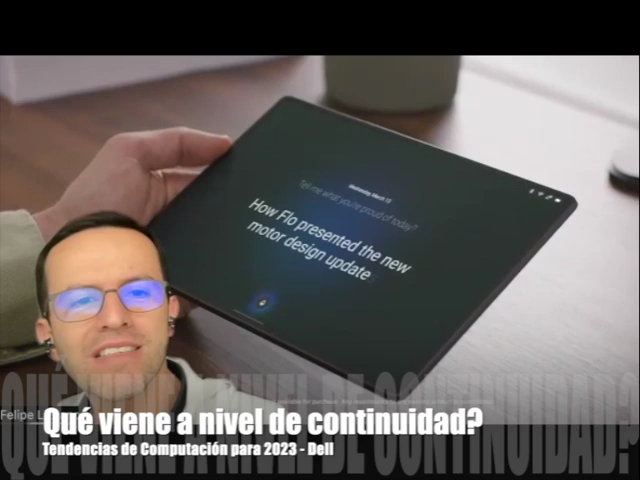 Wednesday, March 15
Tell me what you're proud of today?
How Flo presented the new
motor design update
Felipe L
Qué viene a nivel de continuidad?
Tendencias de Computación para 2023 - Dell
QUÉ VIENE A NIVEL DE CONTINUIDAD?